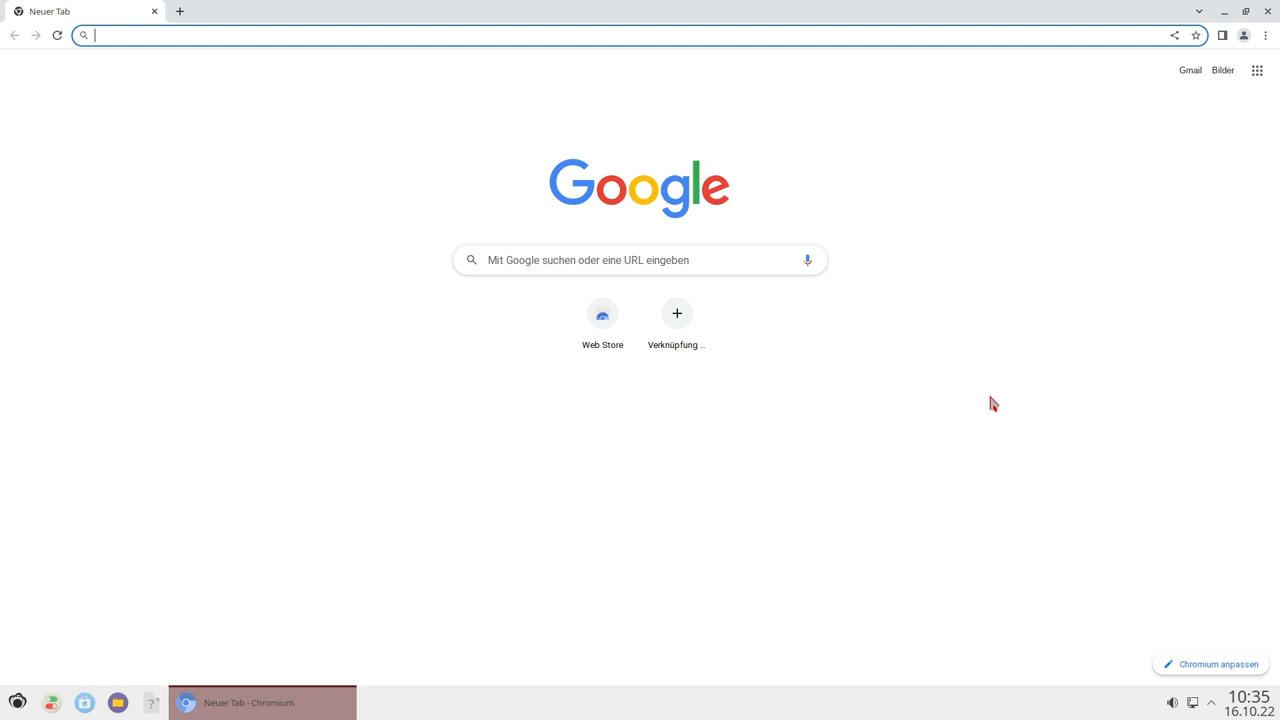 Neuer Tab
Gmail Bilder
Google
Mit Google suchen oder eine URL eingeben
Web Store Verknüpfung ...
Chromium anpassen
Neuer Tab - Chromium
10:35
16.10.22